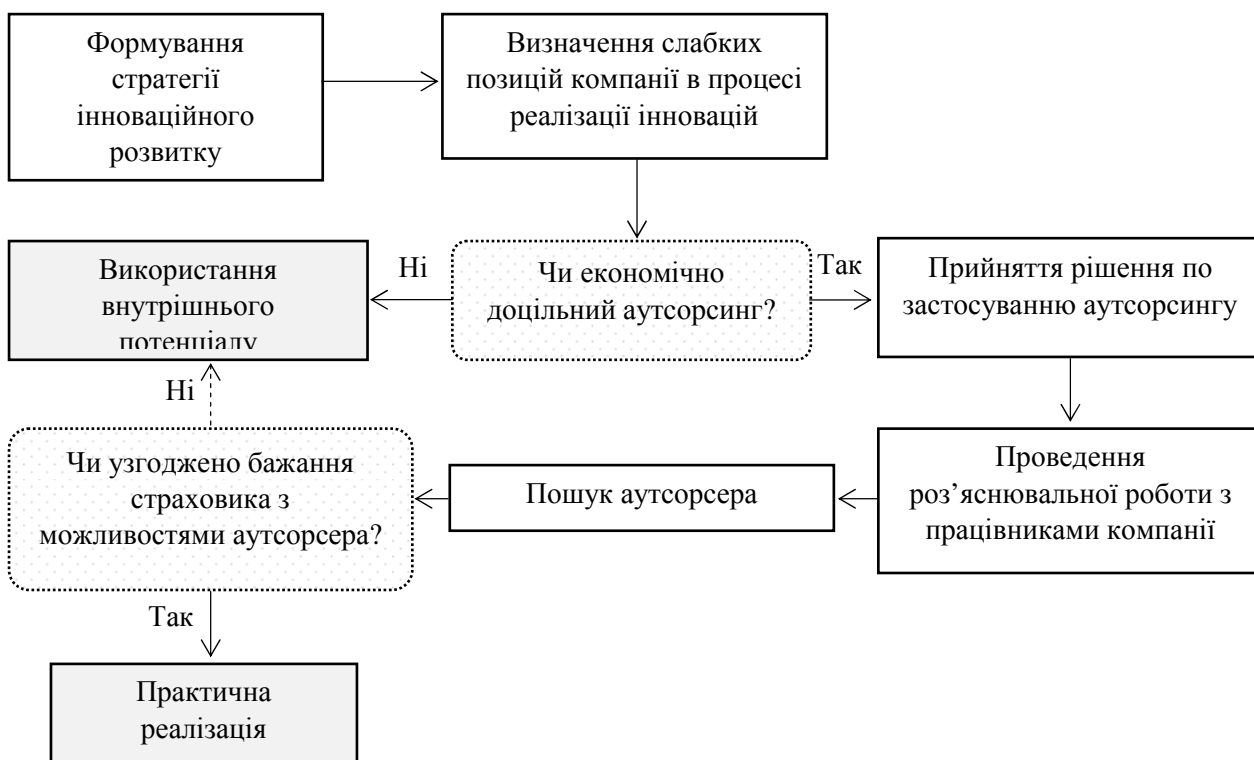 Формування
стратегії
інноваційного
розвитку
Визначення слабких
позицій компанії в процесі
реалізації інновацій
Використання
внутрішнього
потенціалу
Ні
Чи економічно
доцільний аутсорсинг?
Так
Прийняття рішення по
застосуванню аутсорсингу
Ні
Чи узгоджено бажання
страховика з
можливостями аутсорсера?
Пошук аутсорсера
Проведення
роз’яснювальної роботи з
працівниками компанії
Так
Практична
реалізація